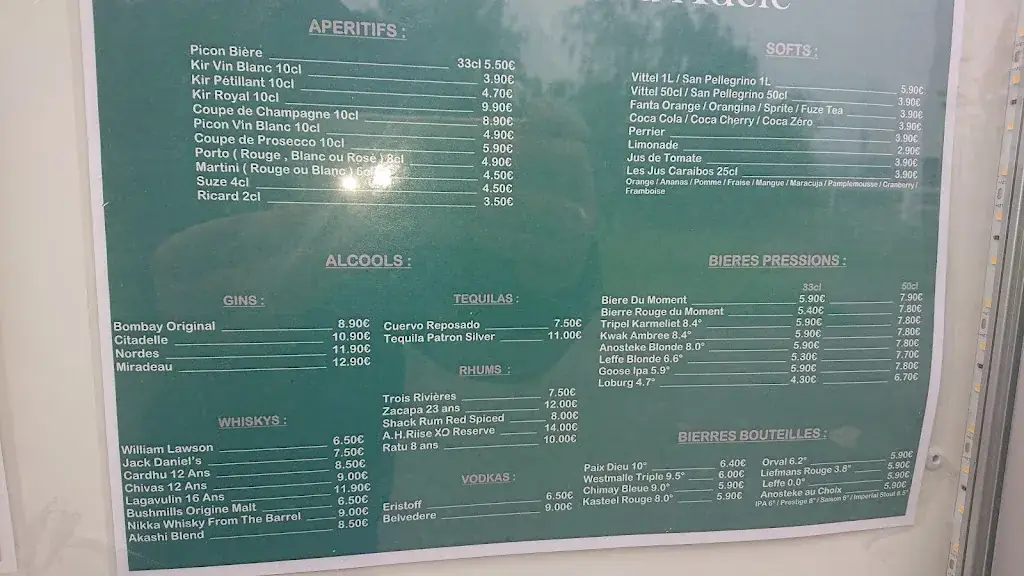 Adele
APERITIFS :
Picon Bière 33cl 5.50€
Kir Vin Blanc 10cl 3.90€
Kir Pétillant 10cl 4.70€
Kir Royal 10cl 9.90€
Coupe de Champagne 10cl 8.90€
Picon Vin Blanc 10cl 4.90€
Coupe de Prosecco 10cl 5.90€
Porto ( Rouge , Blanc ou Rosé ) 8cl 4.90€
Martini ( Rouge ou Blanc ) 6cl 4.50€
Suze 4cl 4.50€
Ricard 2cl 3.50€
SOFTS :
Vittel 1L / San Pellegrino 1L 5.90€
Vittel 50cl / San Pellegrino 50cl 3.90€
Fanta Orange / Orangina / Sprite / Fuze Tea 3.90€
Coca Cola / Coca Cherry / Coca Zéro 3.90€
Perrier 3.90€
Limonade 2.90€
Jus de Tomate 3.90€
Les Jus Caraibos 25cl 3.90€
Orange / Ananas / Pomme / Fraise / Mangue / Maracuja / Pamplemousse / Cranberry /
Framboise
ALCOOLS :
GINS :
Bombay Original 8.90€
Citadelle 10.90€
Nordes 11.90€
Miradeau 12.90€
WHISKYS :
William Lawson 6.50€
Jack Daniel's 7.50€
Cardhu 12 Ans 8.50€
Chivas 12 Ans 9.00€
Lagavulin 16 Ans 11.90€
Bushmills Origine Malt 6.50€
Nikka Whisky From The Barrel 9.00€
Akashi Blend 8.50€
TEQUILAS :
Cuervo Reposado 7.50€
Tequila Patron Silver 11.00€
RHUMS :
Trois Rivières 7.50€
Zacapa 23 ans 12.00€
Shack Rum Red Spiced 8.00€
A.H.Riise XO Reserve 14.00€
Ratu 8 ans 10.00€
VODKAS :
Eristoff 6.50€
Belvedere 9.00€
BIERES PRESSIONS :
33cl 50cl
Biere Du Moment 5.90€ 7.90€
Bierre Rouge du Moment 5.40€ 7.80€
Tripel Karmeliet 8.4° 5.90€ 7.80€
Kwak Ambree 8.4° 5.90€ 7.80€
Anosteke Blonde 8.0° 5.90€ 7.80€
Leffe Blonde 6.6° 5.30€ 7.70€
Goose Ipa 5.9° 5.90€ 7.80€
Loburg 4.7° 4.30€ 6.70€
BIERRES BOUTEILLES :
Paix Dieu 10° 6.40€
Westmalle Triple 9.5° 6.00€
Chimay Bleue 9.0° 5.90€
Kasteel Rouge 8.0° 5.90€
Orval 6.2° 5.90€
Liefmans Rouge 3.8° 5.90€
Leffe 0.0° 5.90€
Anosteke au Choix 5.90€
IPA 6° / Prestige 8° / Saison 6° / Imperial Stout 8.5°